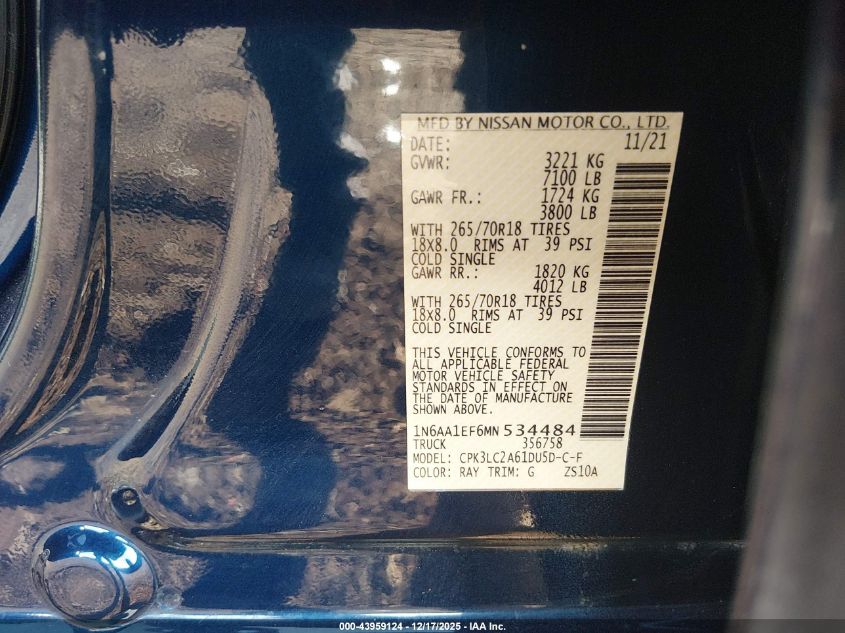 MFD BY NISSAN MOTOR CO., LTD.
DATE: 11/21
GVWR: 3221 KG
7100 LB
GAWR FR.: 1724 KG
3800 LB
WITH 265/70R18 TIRES
18X8.0 RIMS AT 39 PSI
COLD SINGLE
GAWR RR.: 1820 KG
4012 LB
WITH 265/70R18 TIRES
18X8.0 RIMS AT 39 PSI
COLD SINGLE
THIS VEHICLE CONFORMS TO
ALL APPLICABLE FEDERAL
MOTOR VEHICLE SAFETY
STANDARDS IN EFFECT ON
THE DATE OF MANUFACTURE
SHOWN ABOVE.
1N6AA1EF6MN 534484
TRUCK 356758
MODEL: CPK3LC2A61DU5D-C-F
COLOR: RAY TRIM: G ZS10A
000-43959124 – 12/17/2025 – IAA Inc.